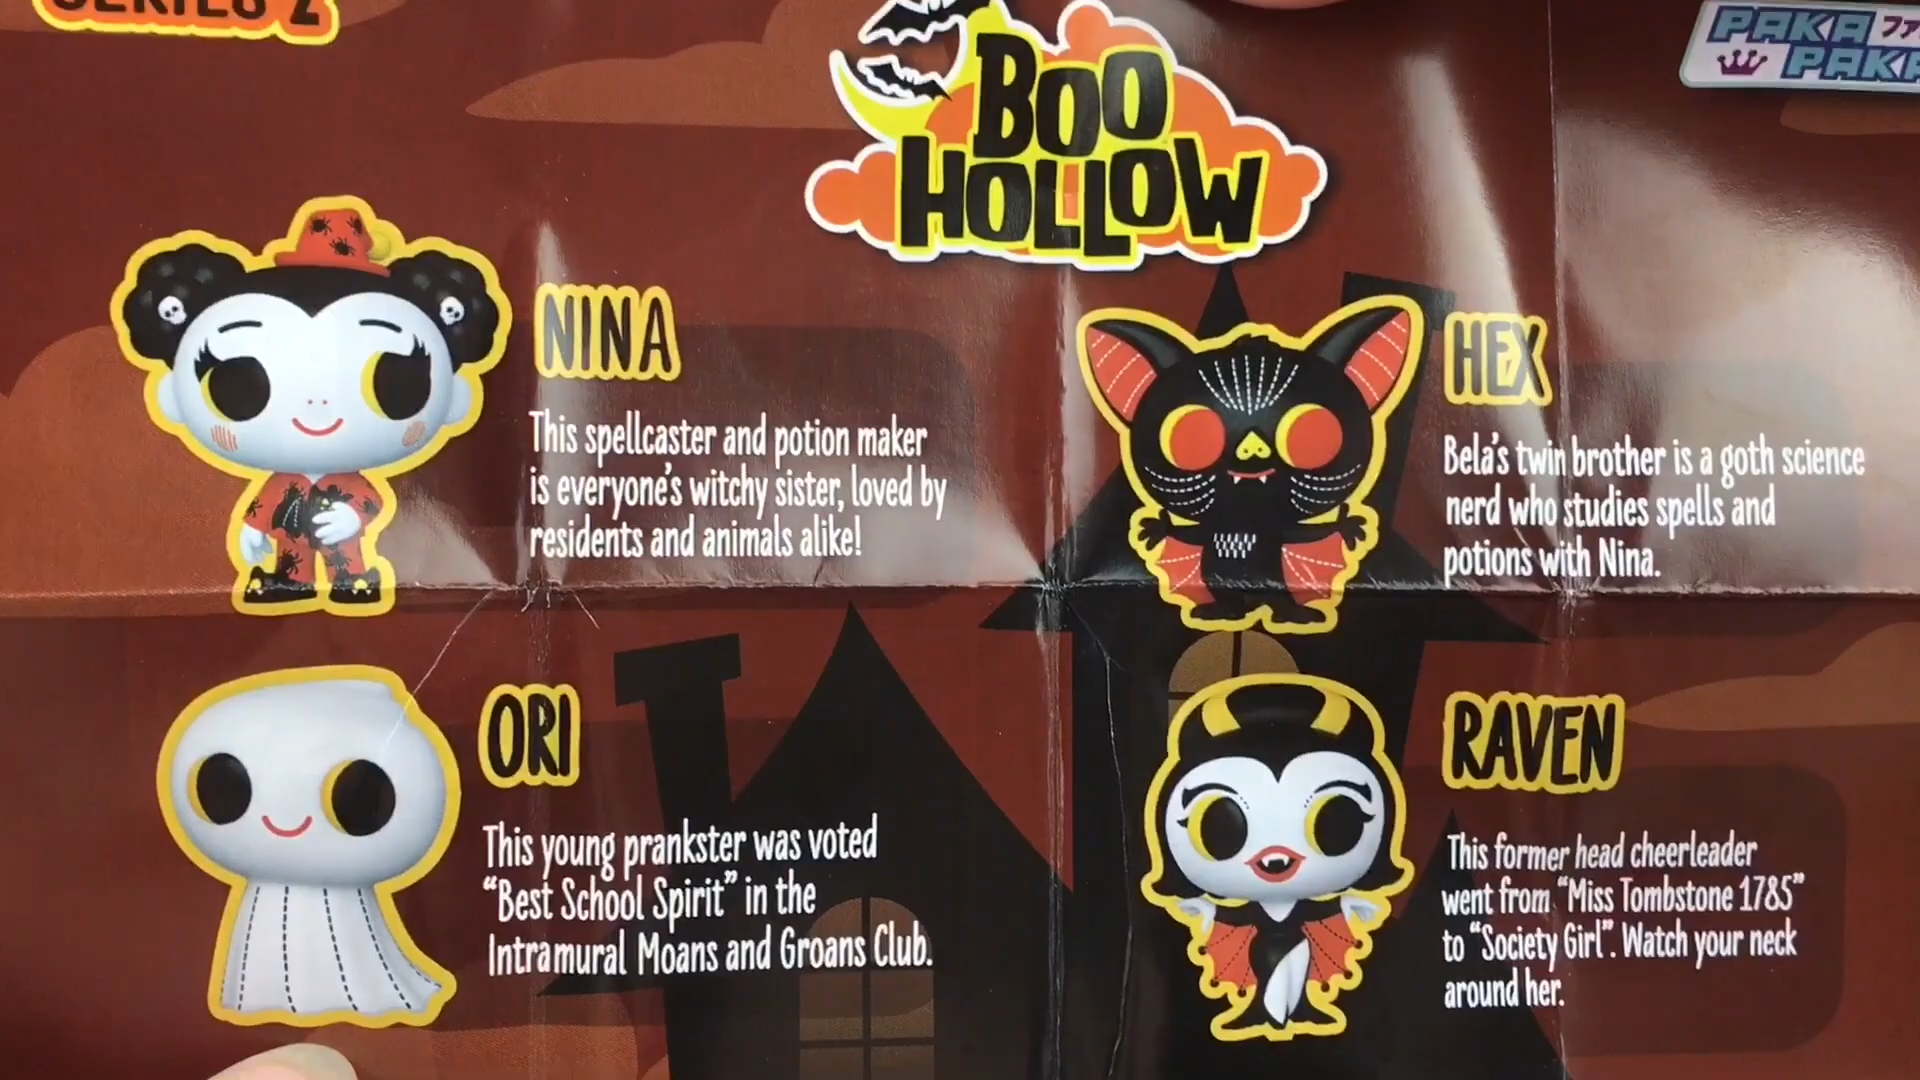 SERIES 2
BOO
HOLLOW
PAKA
PAKA
NINA
This spellcaster and potion maker
is everyone's witchy sister, loved by
residents and animals alike!
HEX
Bela's twin brother is a goth science
nerd who studies spells and
potions with Nina.
ORI
This young prankster was voted
“Best School Spirit” in the
Intramural Moans and Groans Club.
RAVEN
This former head cheerleader
went from “Miss Tombstone 1785”
to “Society Girl”. Watch your neck
around her.